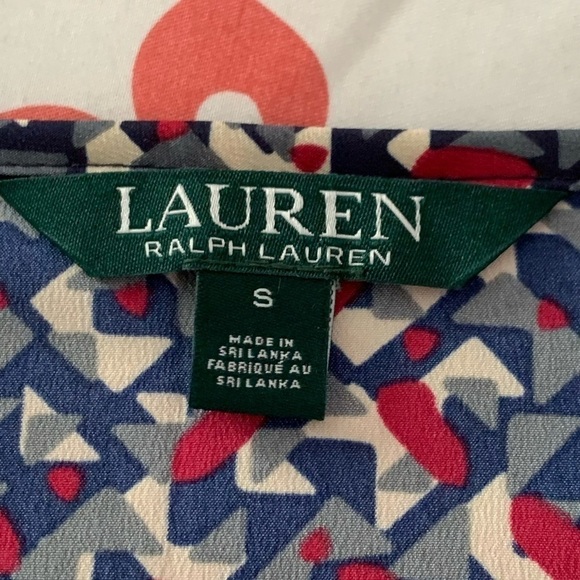 LAUREN
RALPH LAUREN
S
MADE IN
SRI LANKA
FABRIQUÉ AU
SRI LANKA